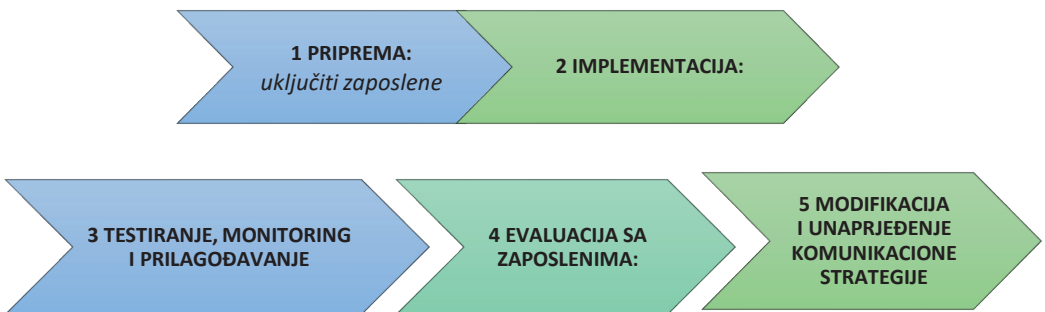 1 PRIPREMA:
uključiti zaposlene
2 IMPLEMENTACIJA:
3 TESTIRANJE, MONITORING
I PRILAGOĐAVANJE
4 EVALUACIJA SA
ZAPOSLENIMA:
5 MODIFIKACIJA
I UNAPRJEĐENJE
KOMUNIKACIONE
STRATEGIJE